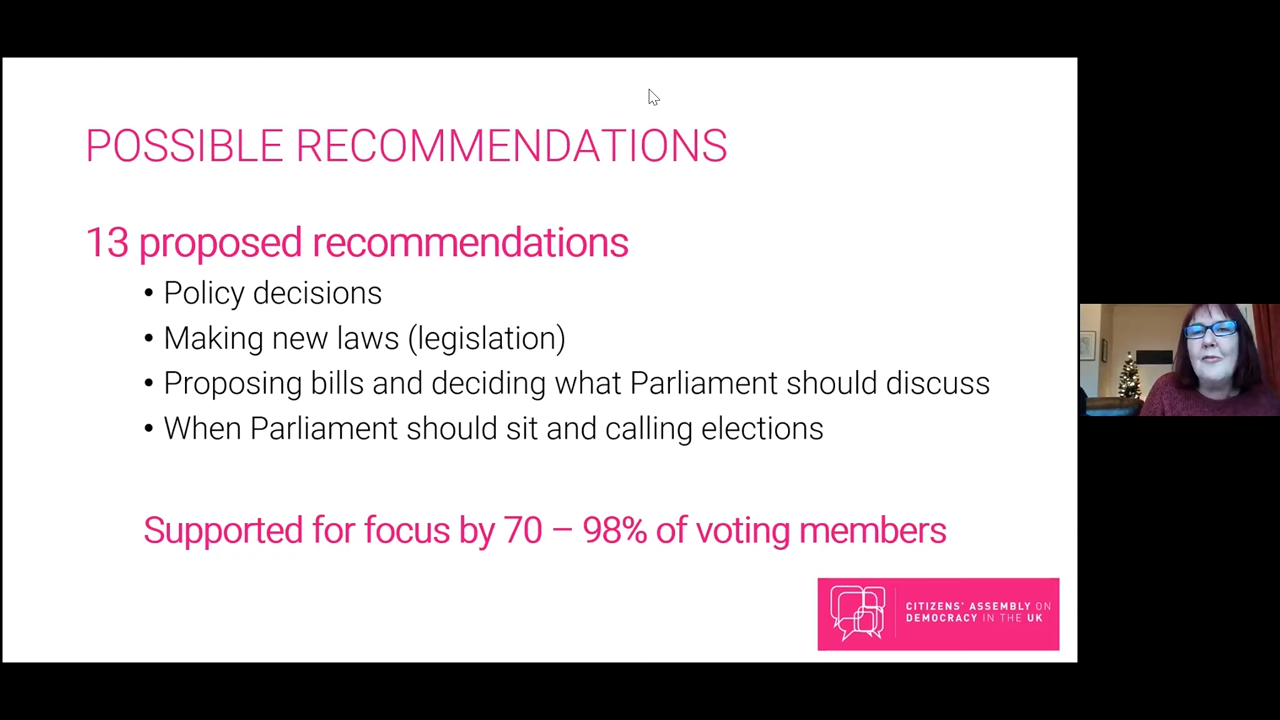 POSSIBLE RECOMMENDATIONS
13 proposed recommendations
• Policy decisions
• Making new laws (legislation)
• Proposing bills and deciding what Parliament should discuss
• When Parliament should sit and calling elections
Supported for focus by 70 – 98% of voting members
CITIZENS' ASSEMBLY ON
DEMOCRACY IN THE UK